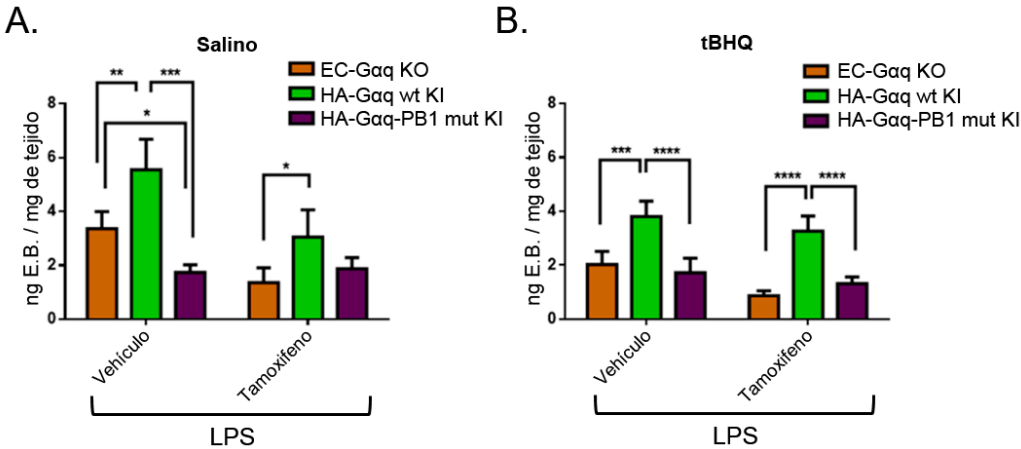 A.
Salino
EC-Gαq KO
HA-Gαq wt KI
HA-Gαq-PB1 mut KI
** ***
*
*
ng E.B. / mg de tejido
8
6
4
2
0
Vehículo
Tamoxifeno
LPS
B.
tBHQ
EC-Gαq KO
HA-Gαq wt KI
HA-Gαq-PB1 mut KI
*** ****
**** ****
ng E.B. / mg de tejido
8
6
4
2
0
Vehículo
Tamoxifeno
LPS